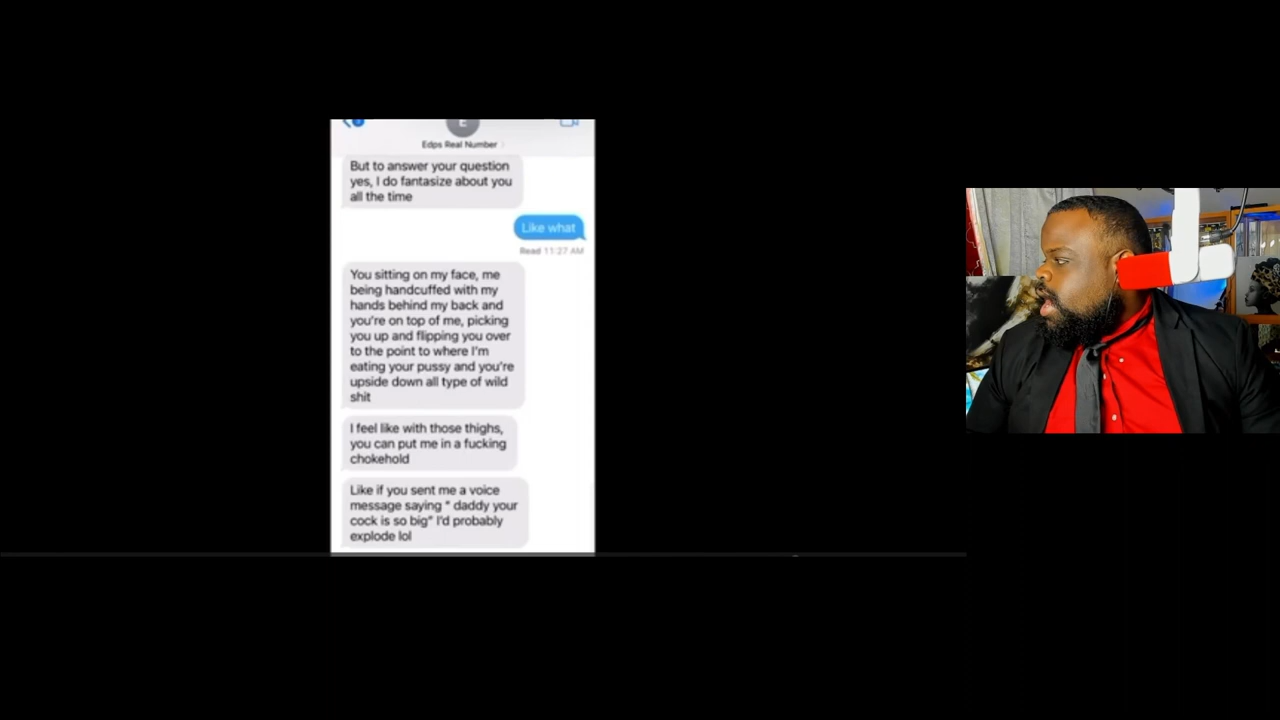 Edps Real Number
But to answer your question
yes, I do fantasize about you
all the time
Like what
Read 11:27 AM
You sitting on my face, me
being handcuffed with my
hands behind my back and
you're on top of me, picking
you up and flipping you over
to the point to where I'm
eating your pussy and you're
upside down all type of wild
shit
I feel like with those thighs,
you can put me in a fucking
chokehold
Like if you sent me a voice
message saying " daddy your
cock is so big" I'd probably
explode lol